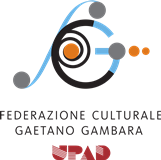 FEDERAZIONE CULTURALE
GAETANO GAMBARA
UPAD